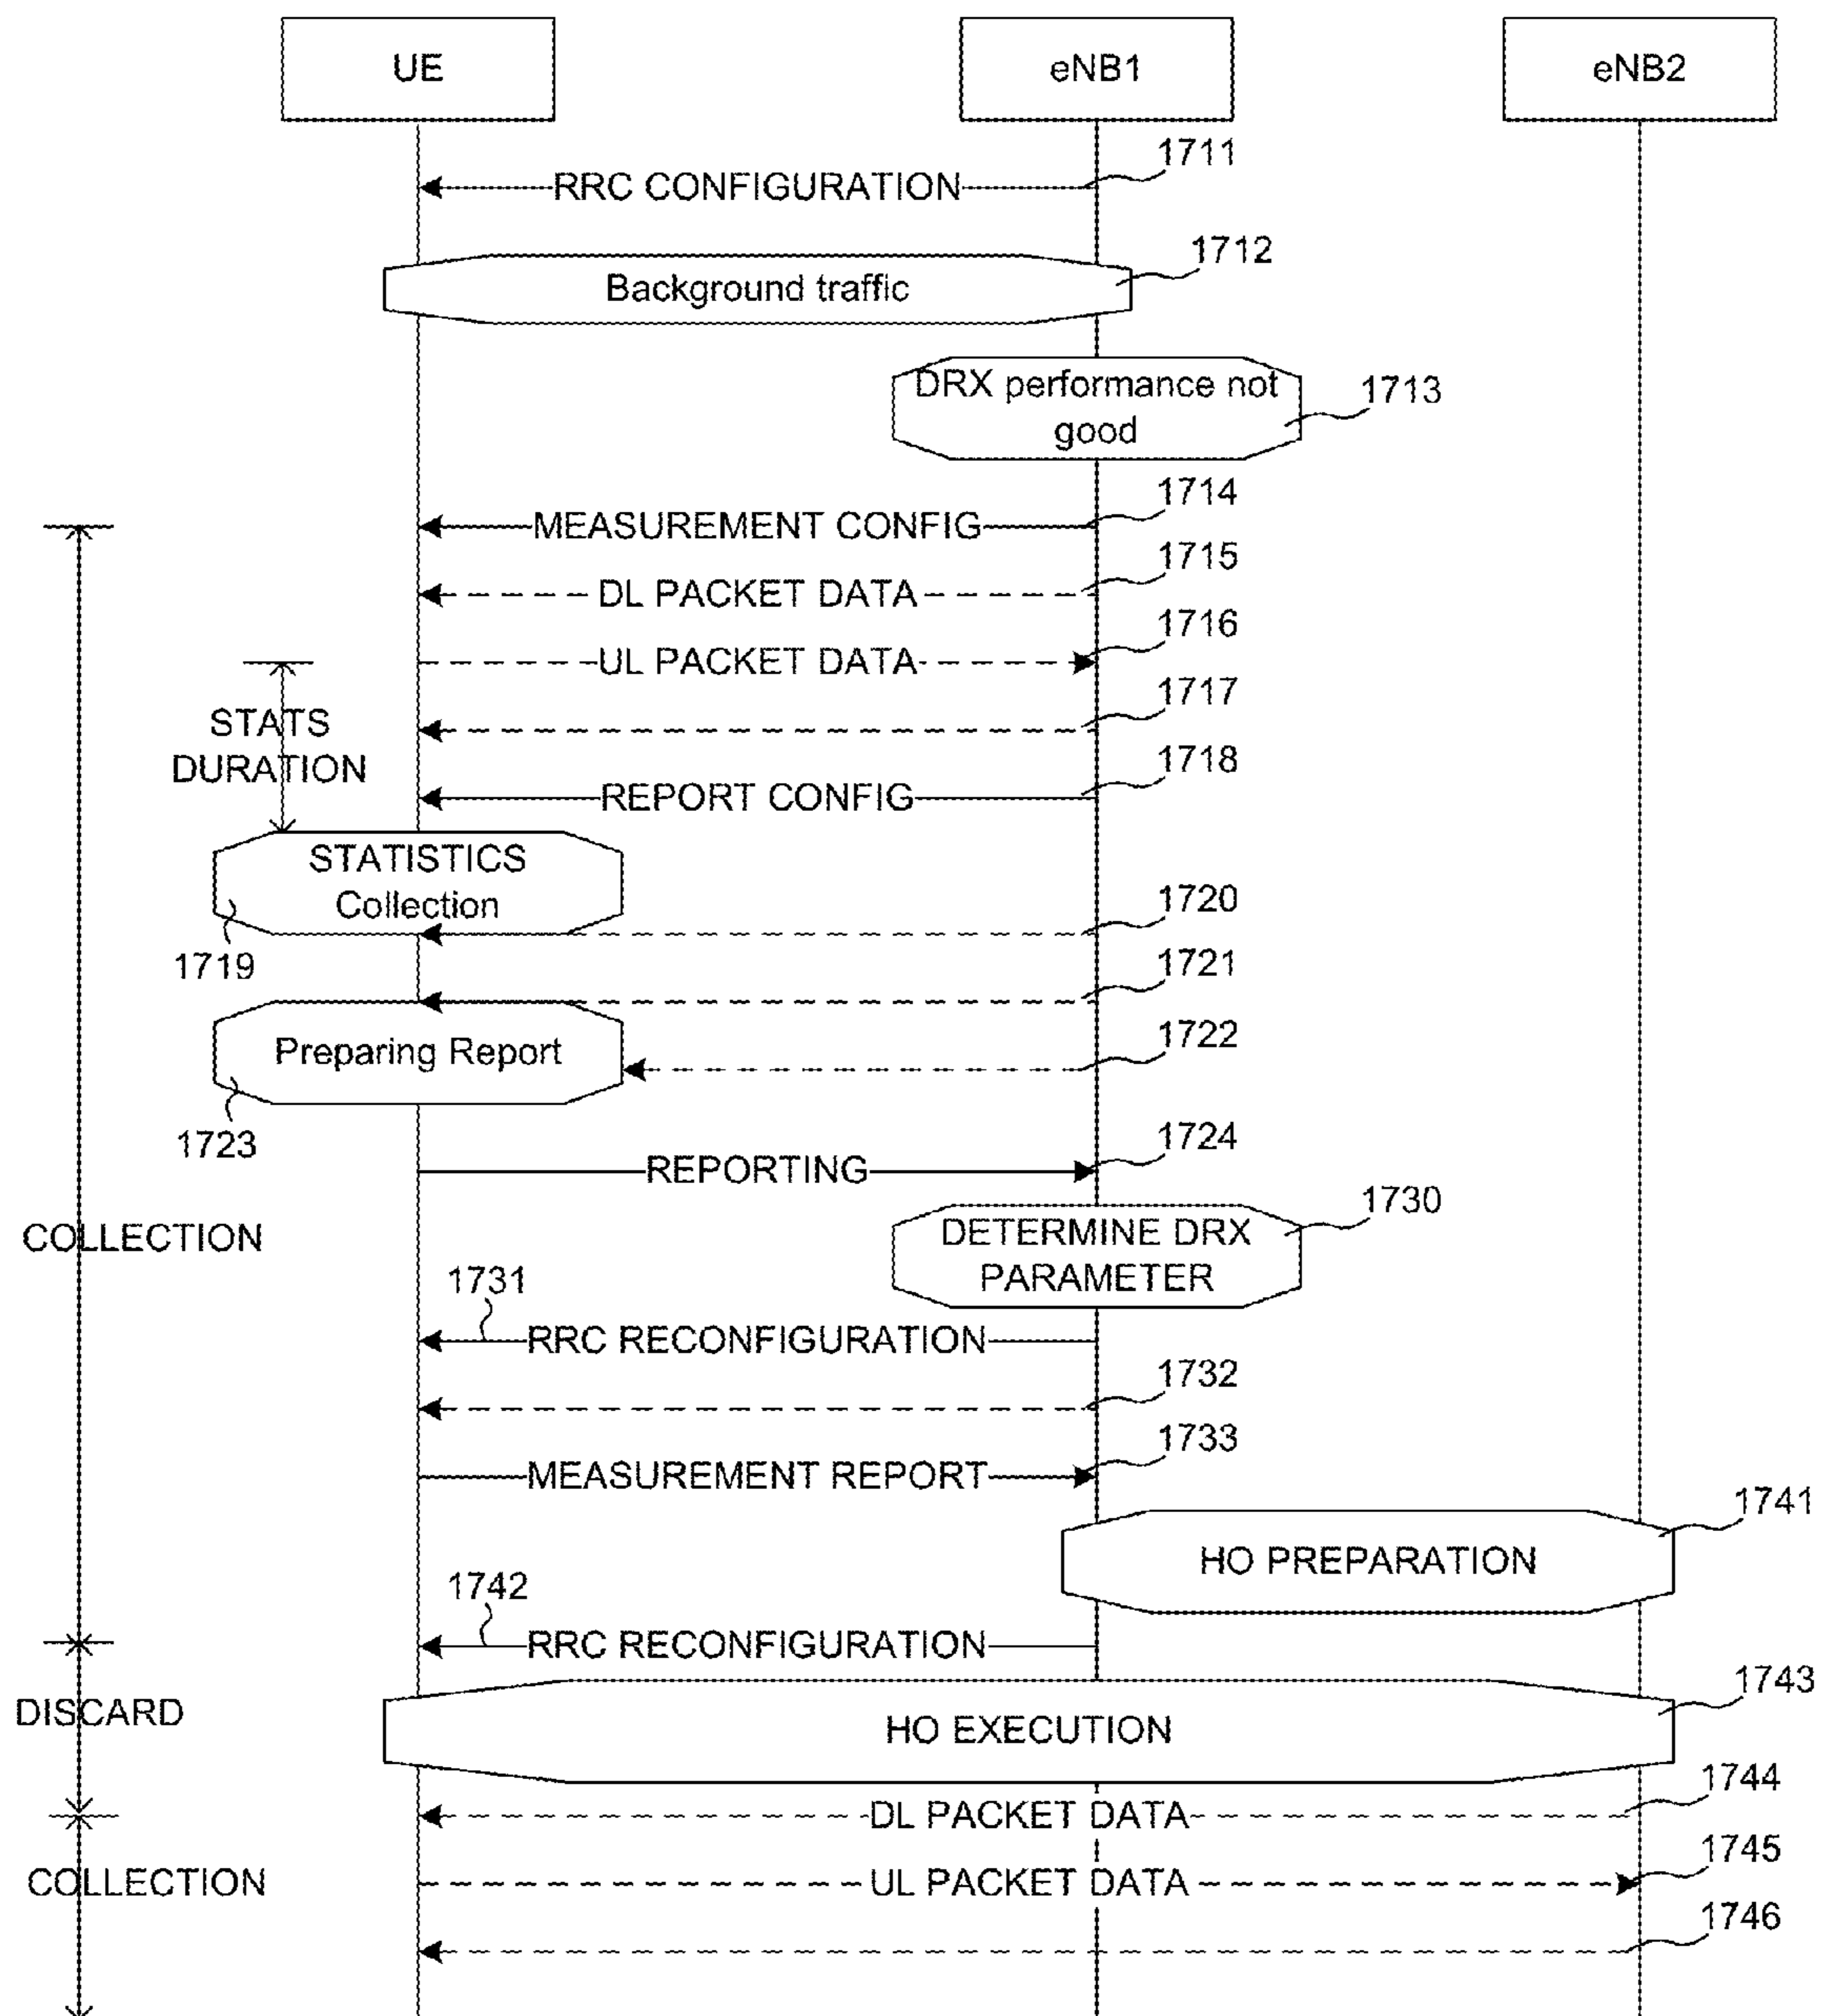 UE
eNB1
eNB2
1711
RRC CONFIGURATION
1712
Background traffic
DRX performance not
good
1713
1714
MEASUREMENT CONFIG
1715
DL PACKET DATA
1716
UL PACKET DATA
1717
STATS
DURATION
1718
REPORT CONFIG
STATISTICS
Collection
1719
1720
1721
Preparing Report
1722
1723
1724
REPORTING
1730
COLLECTION
DETERMINE DRX
PARAMETER
1731
RRC RECONFIGURATION
1732
1733
MEASUREMENT REPORT
1741
HO PREPARATION
1742
RRC RECONFIGURATION
1743
DISCARD
HO EXECUTION
1744
DL PACKET DATA
1745
COLLECTION
UL PACKET DATA
1746